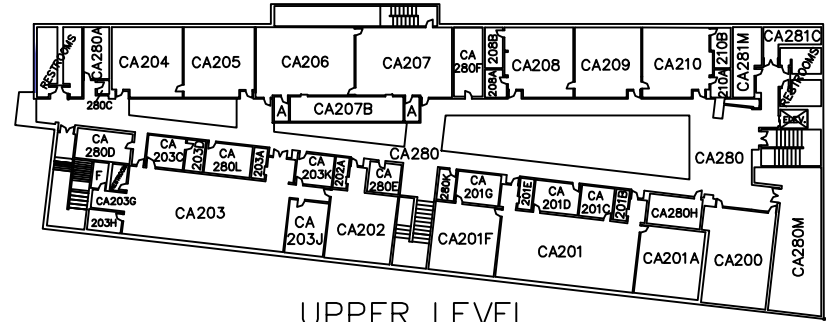 RESTROOMS
CA280A
280C
CA204
CA205
CA206
CA207
CA
280F
208B
208A
CA208
CA209
CA210
210B
210A
CA281M
CA281C
RESTROOMS
ELEV.
A
CA207B
A
CA
280D
CA
203C
CA
280L
203A
CA
203K
202A
CA
280E
CA280
CA280
F
CA203G
203H
CA203
CA
203J
CA202
280K
CA
201G
201E
CA
201D
CA
201C
201B
CA280H
CA201F
CA201
CA201A
CA200
CA280M
UPPER LEVEL